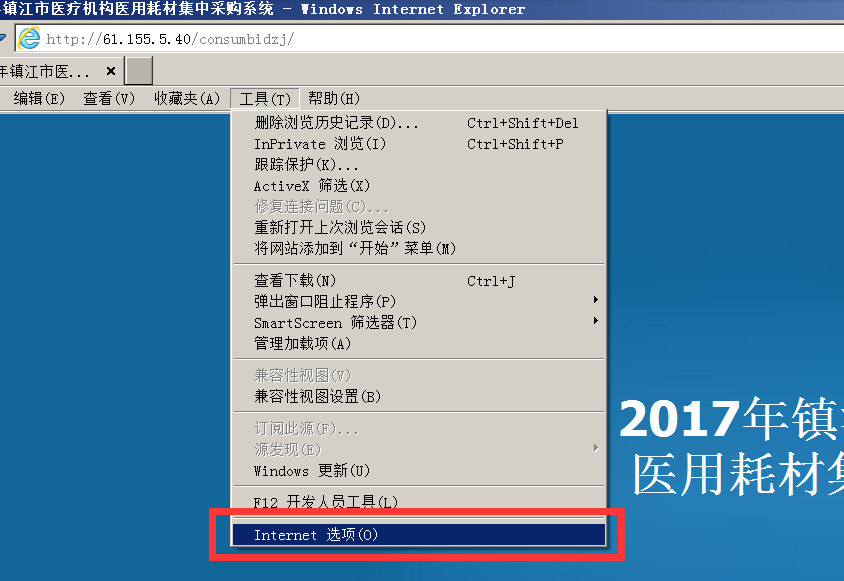 镇江市医疗机构医用耗材集中采购系统 - Windows Internet Explorer
http://61.155.5.40/consumbidzj/
年镇江市医... ×
编辑(E) 查看(V) 收藏夹(A) 工具(T) 帮助(H)
删除浏览历史记录(D)... Ctrl+Shift+Del
InPrivate 浏览(I) Ctrl+Shift+P
跟踪保护(K)...
ActiveX 筛选(X)
修复连接问题(C)...
重新打开上次浏览会话(S)
将网站添加到“开始”菜单(M)
查看下载(N) Ctrl+J
弹出窗口阻止程序(P)
SmartScreen 筛选器(T)
管理加载项(A)
兼容性视图(V)
兼容性视图设置(B)
订阅此源(F)...
源发现(E)
Windows 更新(U)
F12 开发人员工具(L)
Internet 选项(O)
2017年镇
医用耗材集